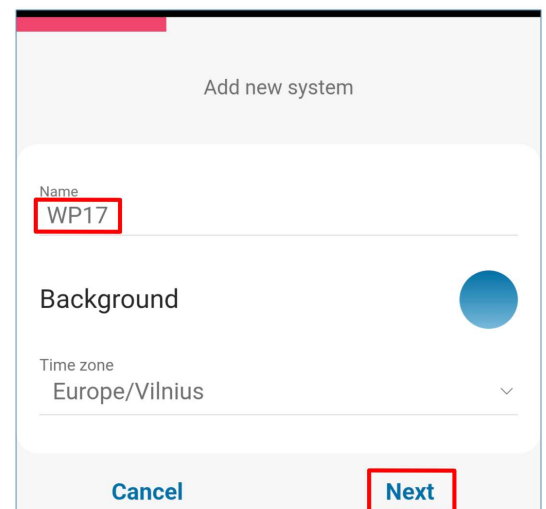 Add new system
Name
WP17
Background
Time zone
Europe/Vilnius
Cancel Next